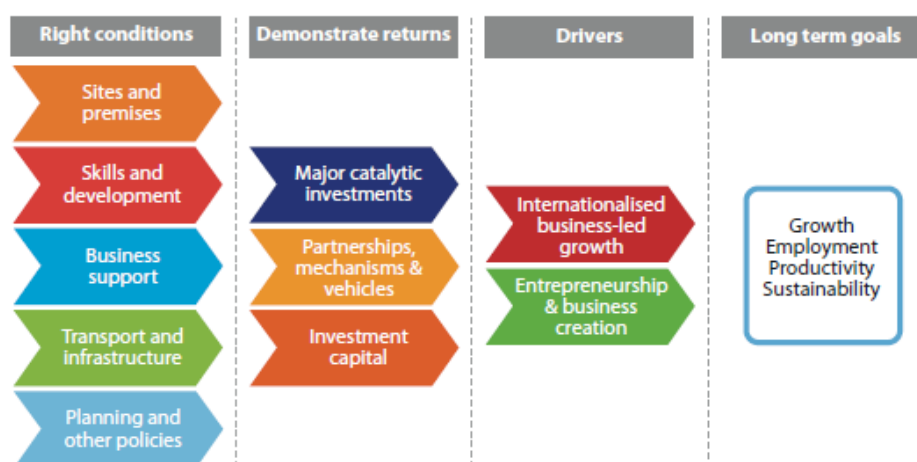 Right conditions
Demonstrate returns
Drivers
Long term goals
Sites and
premises
Skills and
development
Business
support
Transport and
infrastructure
Planning and
other policies
Major catalytic
investments
Partnerships,
mechanisms &
vehicles
Investment
capital
Internationalised
business-led
growth
Entrepreneurship
& business
creation
Growth
Employment
Productivity
Sustainability